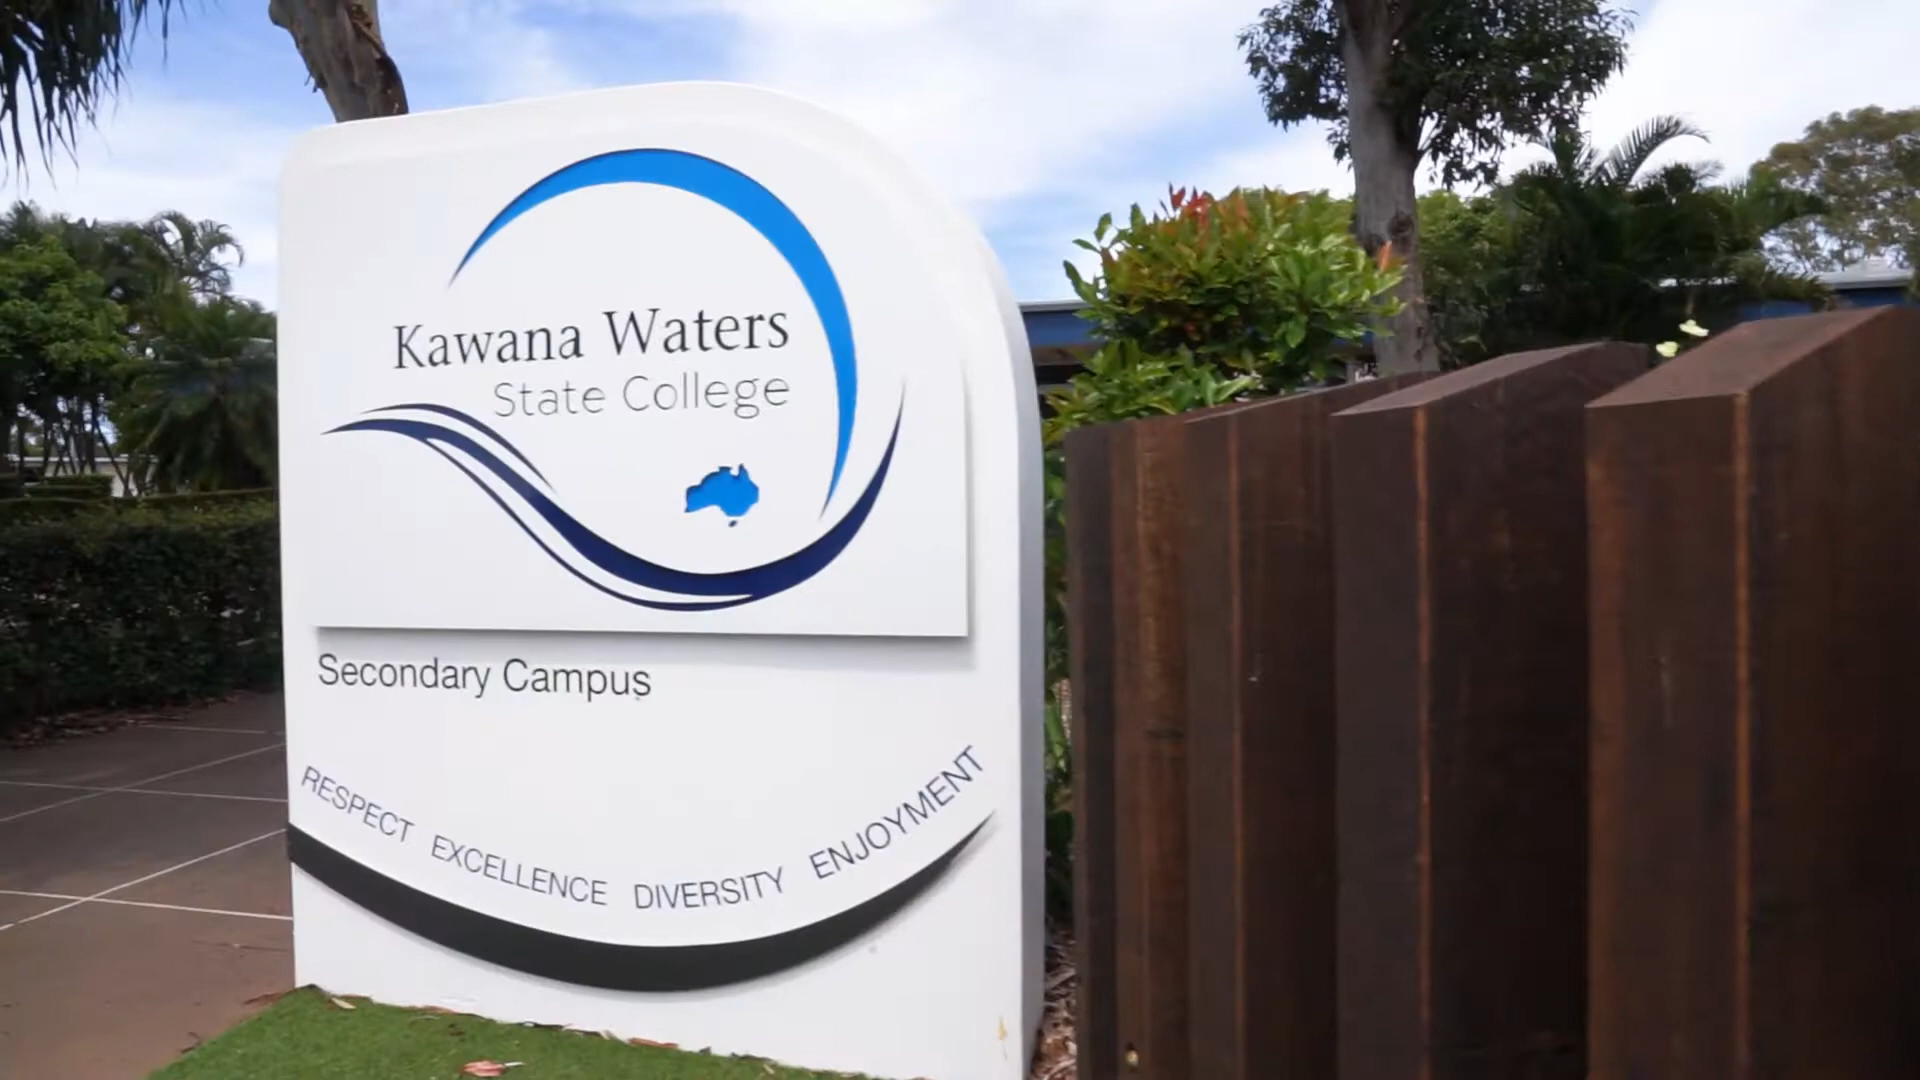 Kawana Waters
State College
Secondary Campus
RESPECT EXCELLENCE DIVERSITY ENJOYMENT